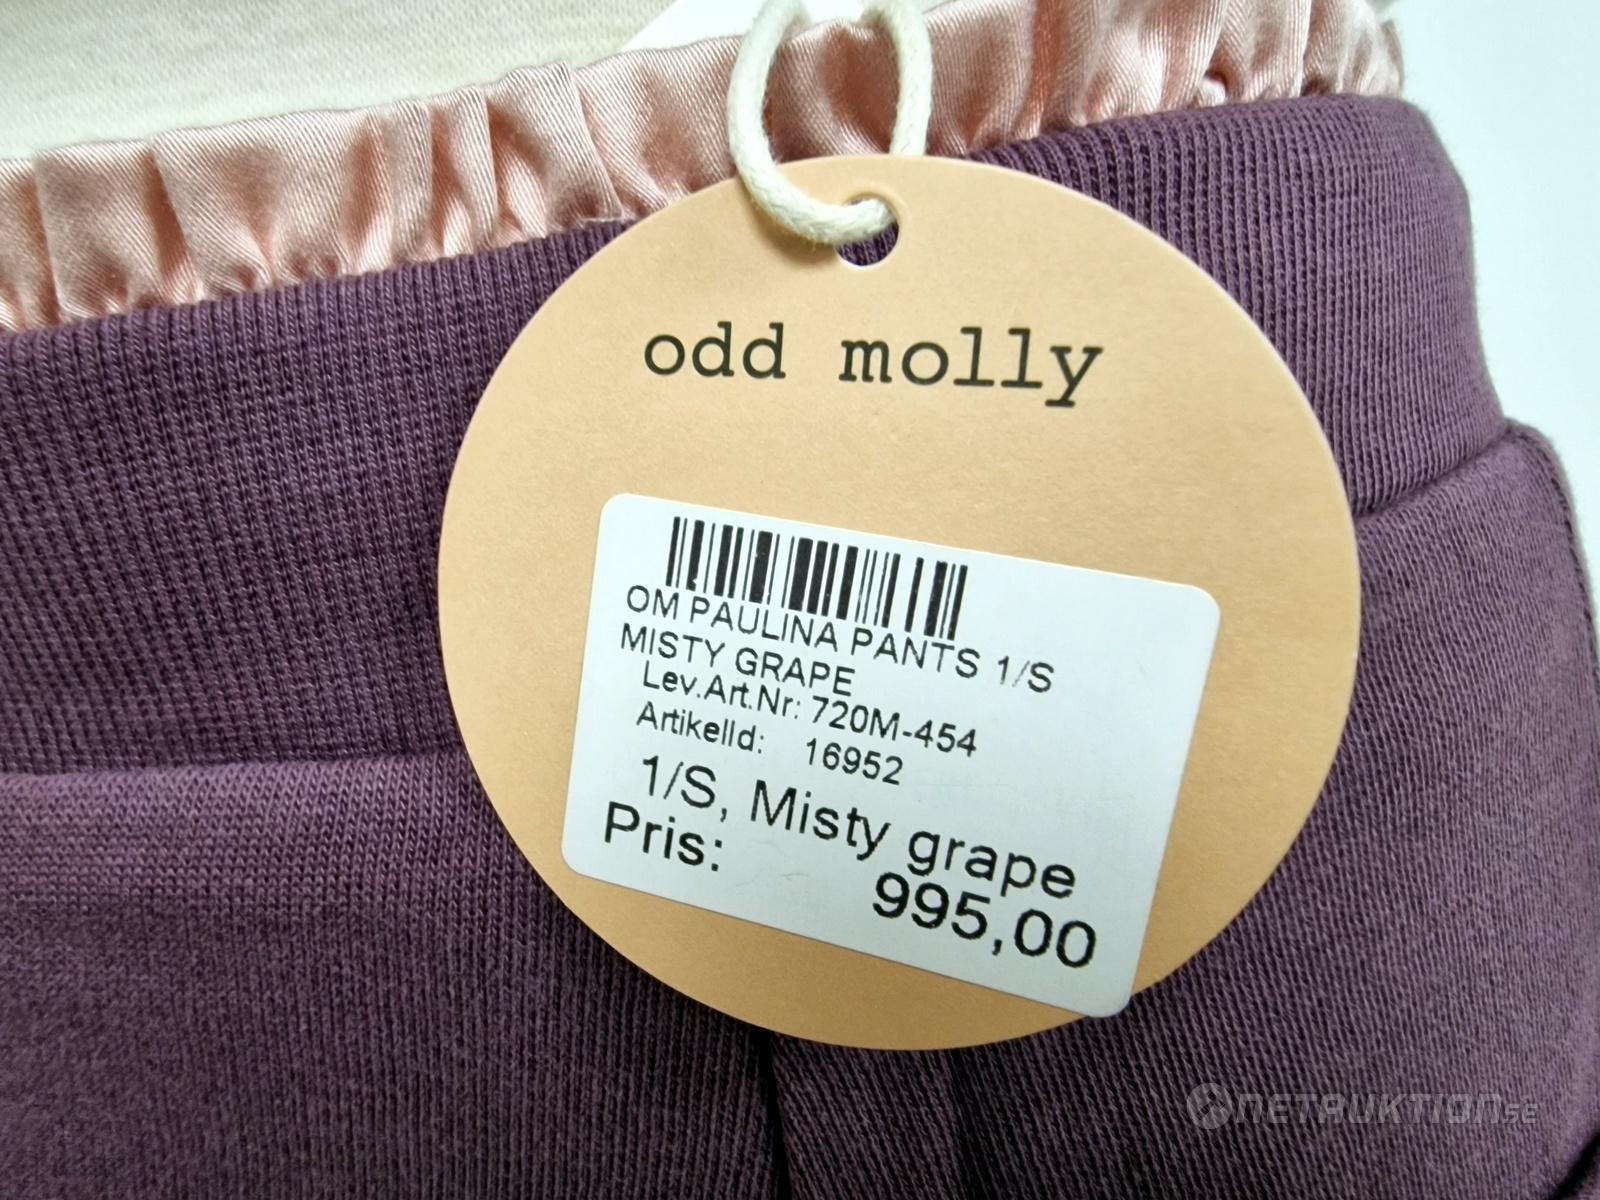 odd molly
OM PAULINA PANTS 1/S
MISTY GRAPE
Lev.Art.Nr: 720M-454
ArtikelId: 16952
1/S, Misty grape
Pris: 995,00
NETAUKTION.SE